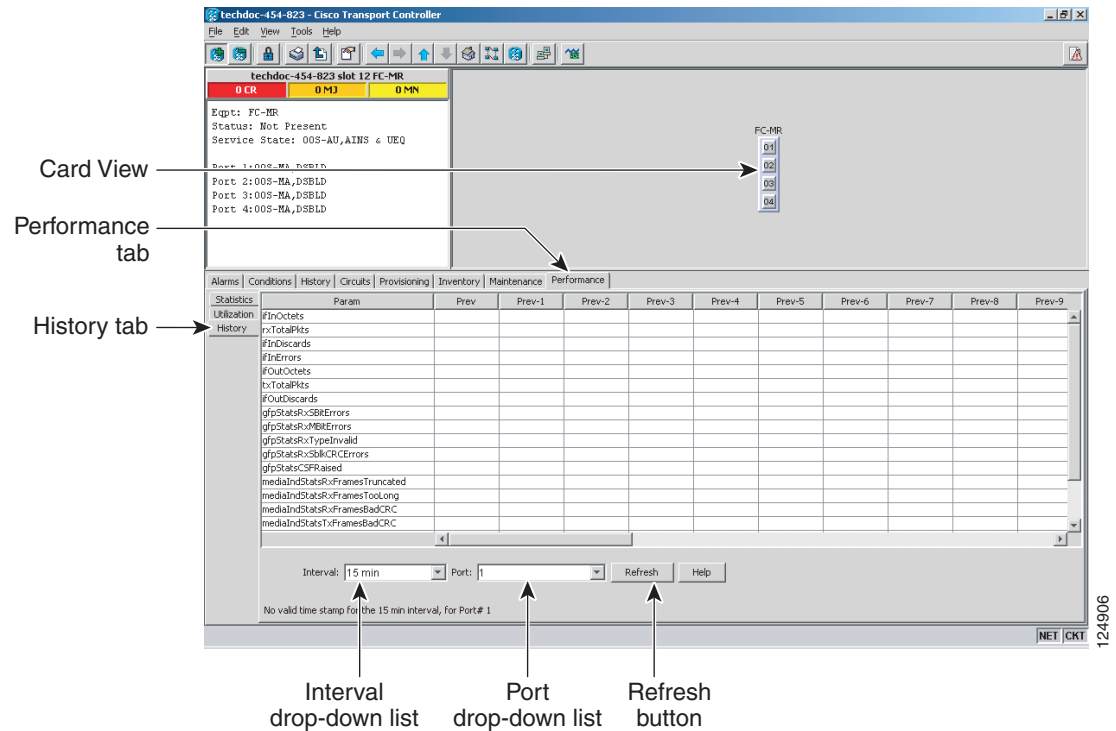 techdoc-454-823 - Cisco Transport Controller
File Edit View Tools Help
techdoc-454-823 slot 12 FC-MR
0 CR 0 MJ 0 MN
Eqpt: FC-MR
Status: Not Present
Service State: OOS-AU,AINS & UEQ
Port 1:OOS-MA,DSBLD
Port 2:OOS-MA,DSBLD
Port 3:OOS-MA,DSBLD
Port 4:OOS-MA,DSBLD
FC-MR
01
02
03
04
Card View
Performance
tab
History tab
Alarms Conditions History Circuits Provisioning Inventory Maintenance Performance
Statistics
Utilization
History
Param Prev Prev-1 Prev-2 Prev-3 Prev-4 Prev-5 Prev-6 Prev-7 Prev-8 Prev-9
ifInOctets
rxTotalPkts
ifInDiscards
ifInErrors
ifOutOctets
txTotalPkts
ifOutDiscards
gfpStatsRxSBitErrors
gfpStatsRxMBitErrors
gfpStatsRxTypeInvalid
gfpStatsRxSblkCRCErrors
gfpStatsCSFRaised
mediaIndStatsRxFramesTruncated
mediaIndStatsRxFramesTooLong
mediaIndStatsRxFramesBadCRC
mediaIndStatsTxFramesBadCRC
Interval: 15 min Port: 1 Refresh Help
No valid time stamp for the 15 min interval, for Port# 1
NET CKT
124906
Interval
drop-down list
Port
drop-down list
Refresh
button